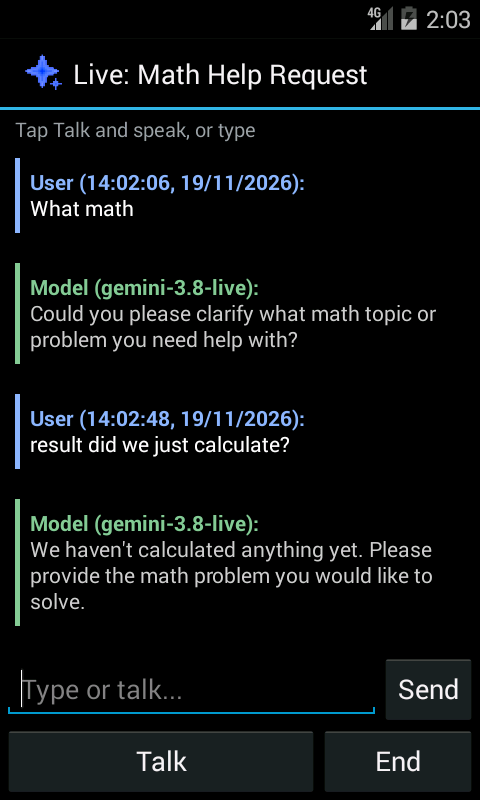 4G 2:03
Live: Math Help Request
Tap Talk and speak, or type
User (14:02:06, 19/11/2026):
What math
Model (gemini-3.8-live):
Could you please clarify what math topic or
problem you need help with?
User (14:02:48, 19/11/2026):
result did we just calculate?
Model (gemini-3.8-live):
We haven't calculated anything yet. Please
provide the math problem you would like to
solve.
Type or talk...
Send
Talk
End